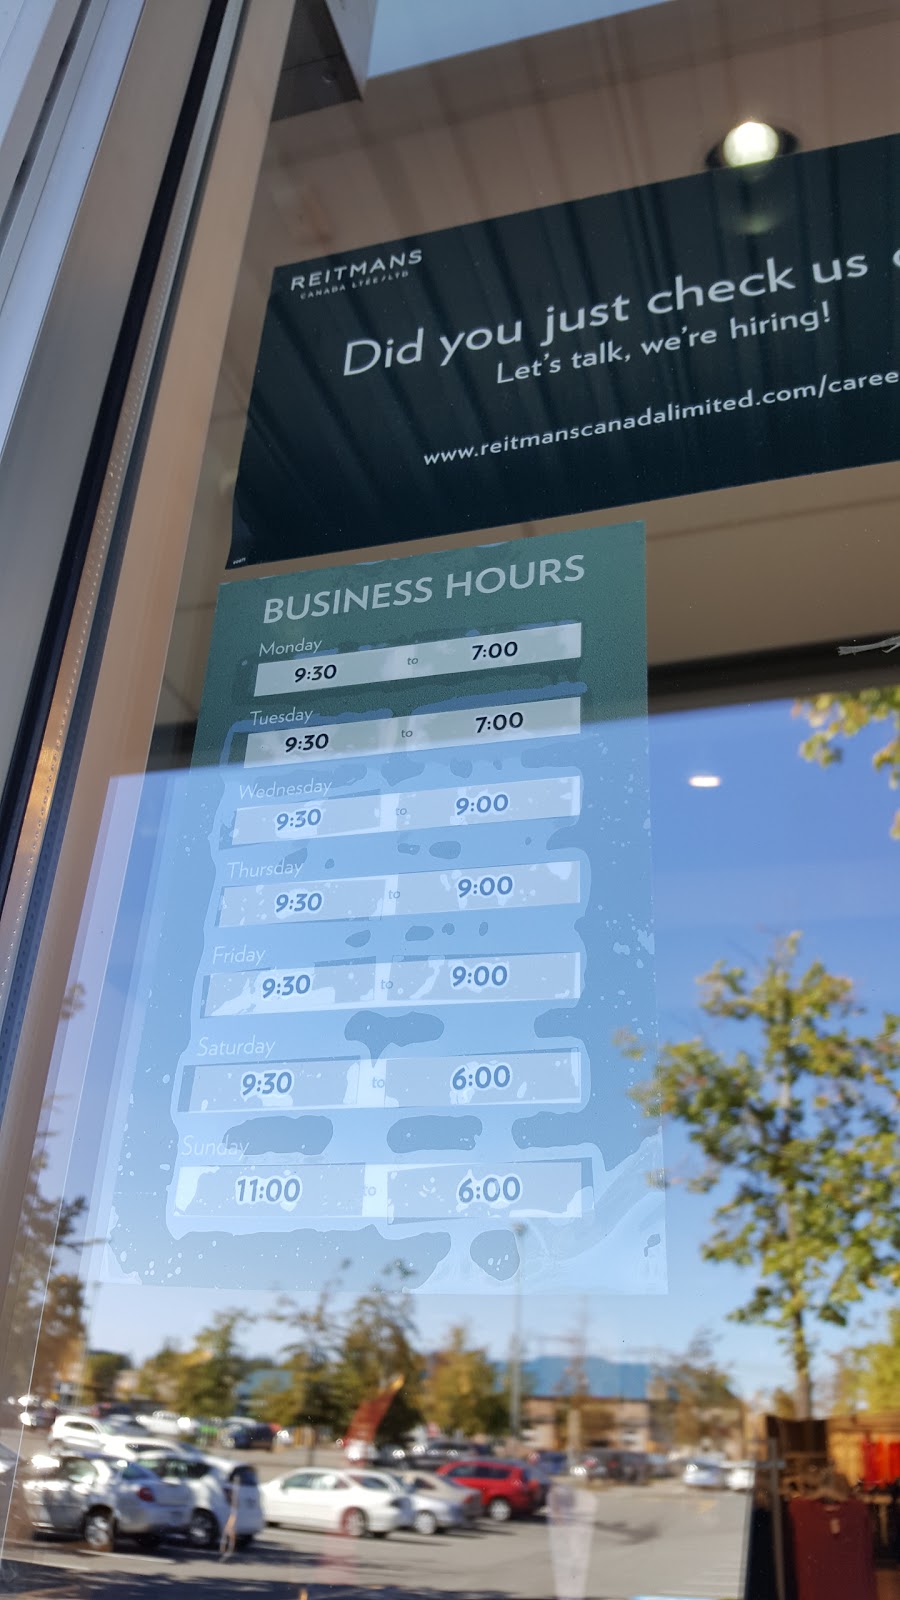 REITMANS
CANADA LTÉE/LTD
Did you just check us
Let's talk, we're hiring!
www.reitmanscanadalimited.com/caree
BUSINESS HOURS
Monday
9:30 to 7:00
Tuesday
9:30 to 7:00
Wednesday
9:30 to 9:00
Thursday
9:30 to 9:00
Friday
9:30 to 9:00
Saturday
9:30 to 6:00
Sunday
11:00 to 6:00